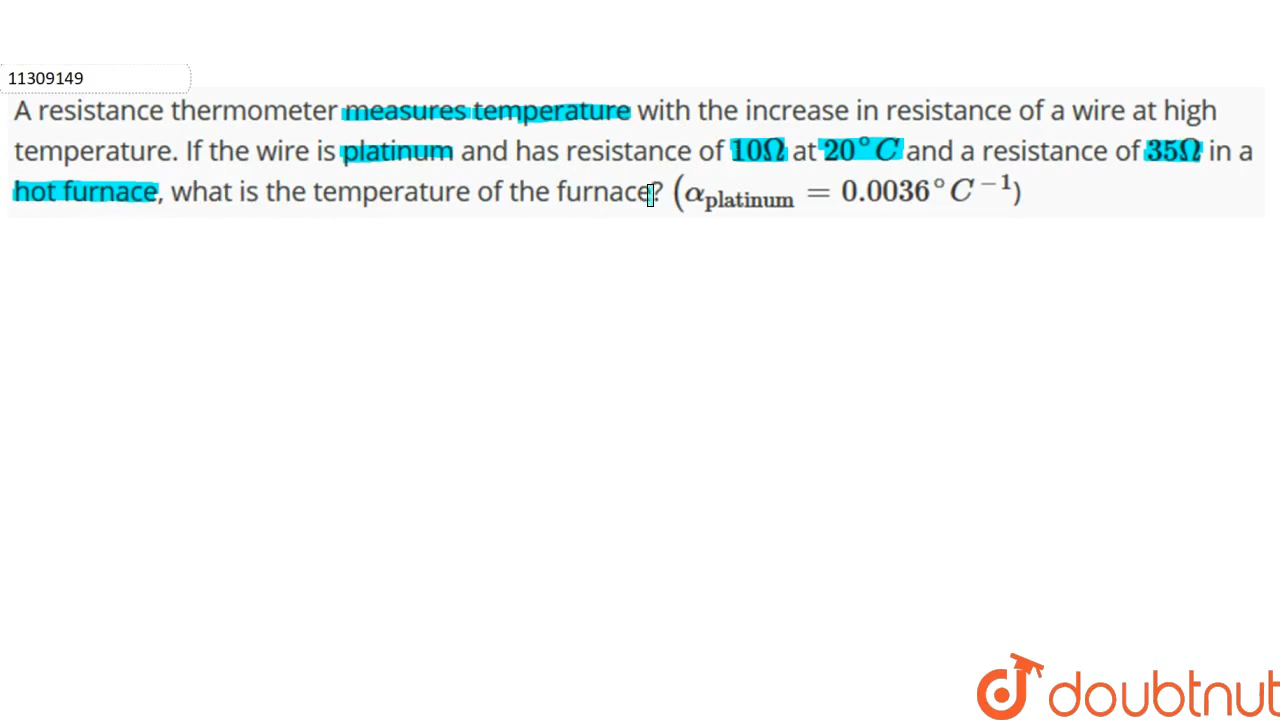 11309149
A resistance thermometer measures temperature with the increase in resistance of a wire at high
temperature. If the wire is platinum and has resistance of 10Ω at 20°C and a resistance of 35Ω in a
hot furnace, what is the temperature of the furnace? (α_platinum = 0.0036°C⁻¹)
doubtnut